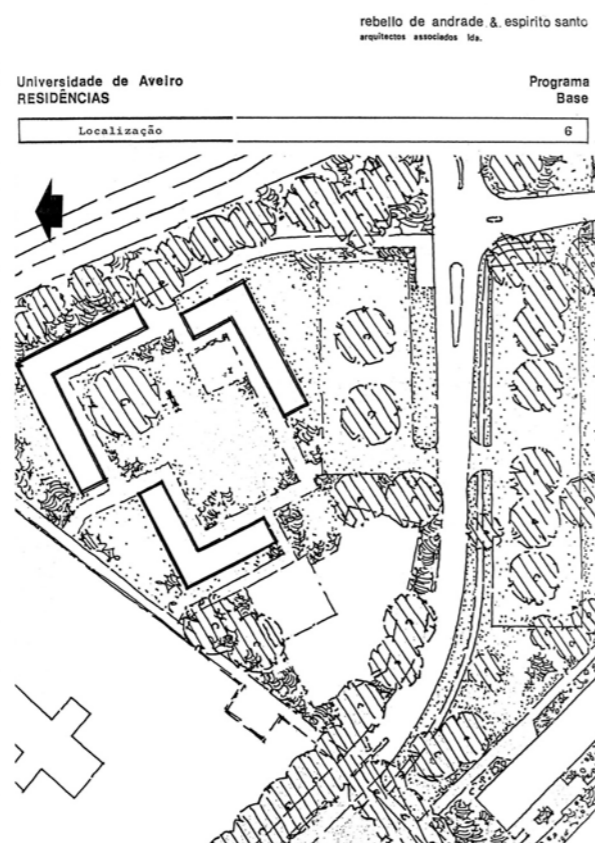 rebello de andrade & espirito santo
arquitectos associados lda.
Universidade de Aveiro
RESIDÊNCIAS
Programa
Base
Localização 6